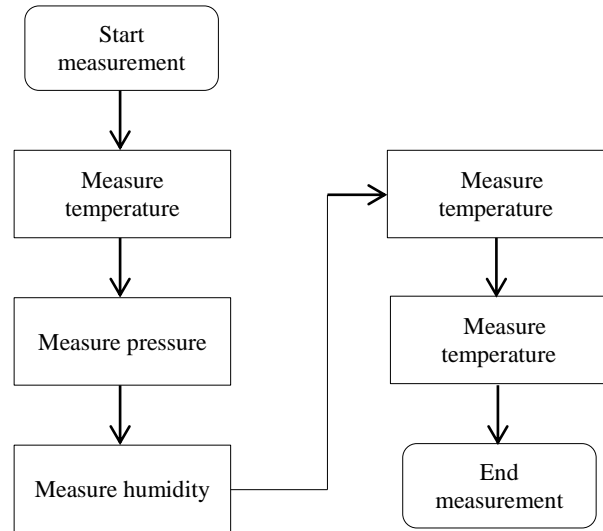 Start
measurement
Measure
temperature
Measure pressure
Measure humidity
Measure
temperature
Measure
temperature
End
measurement